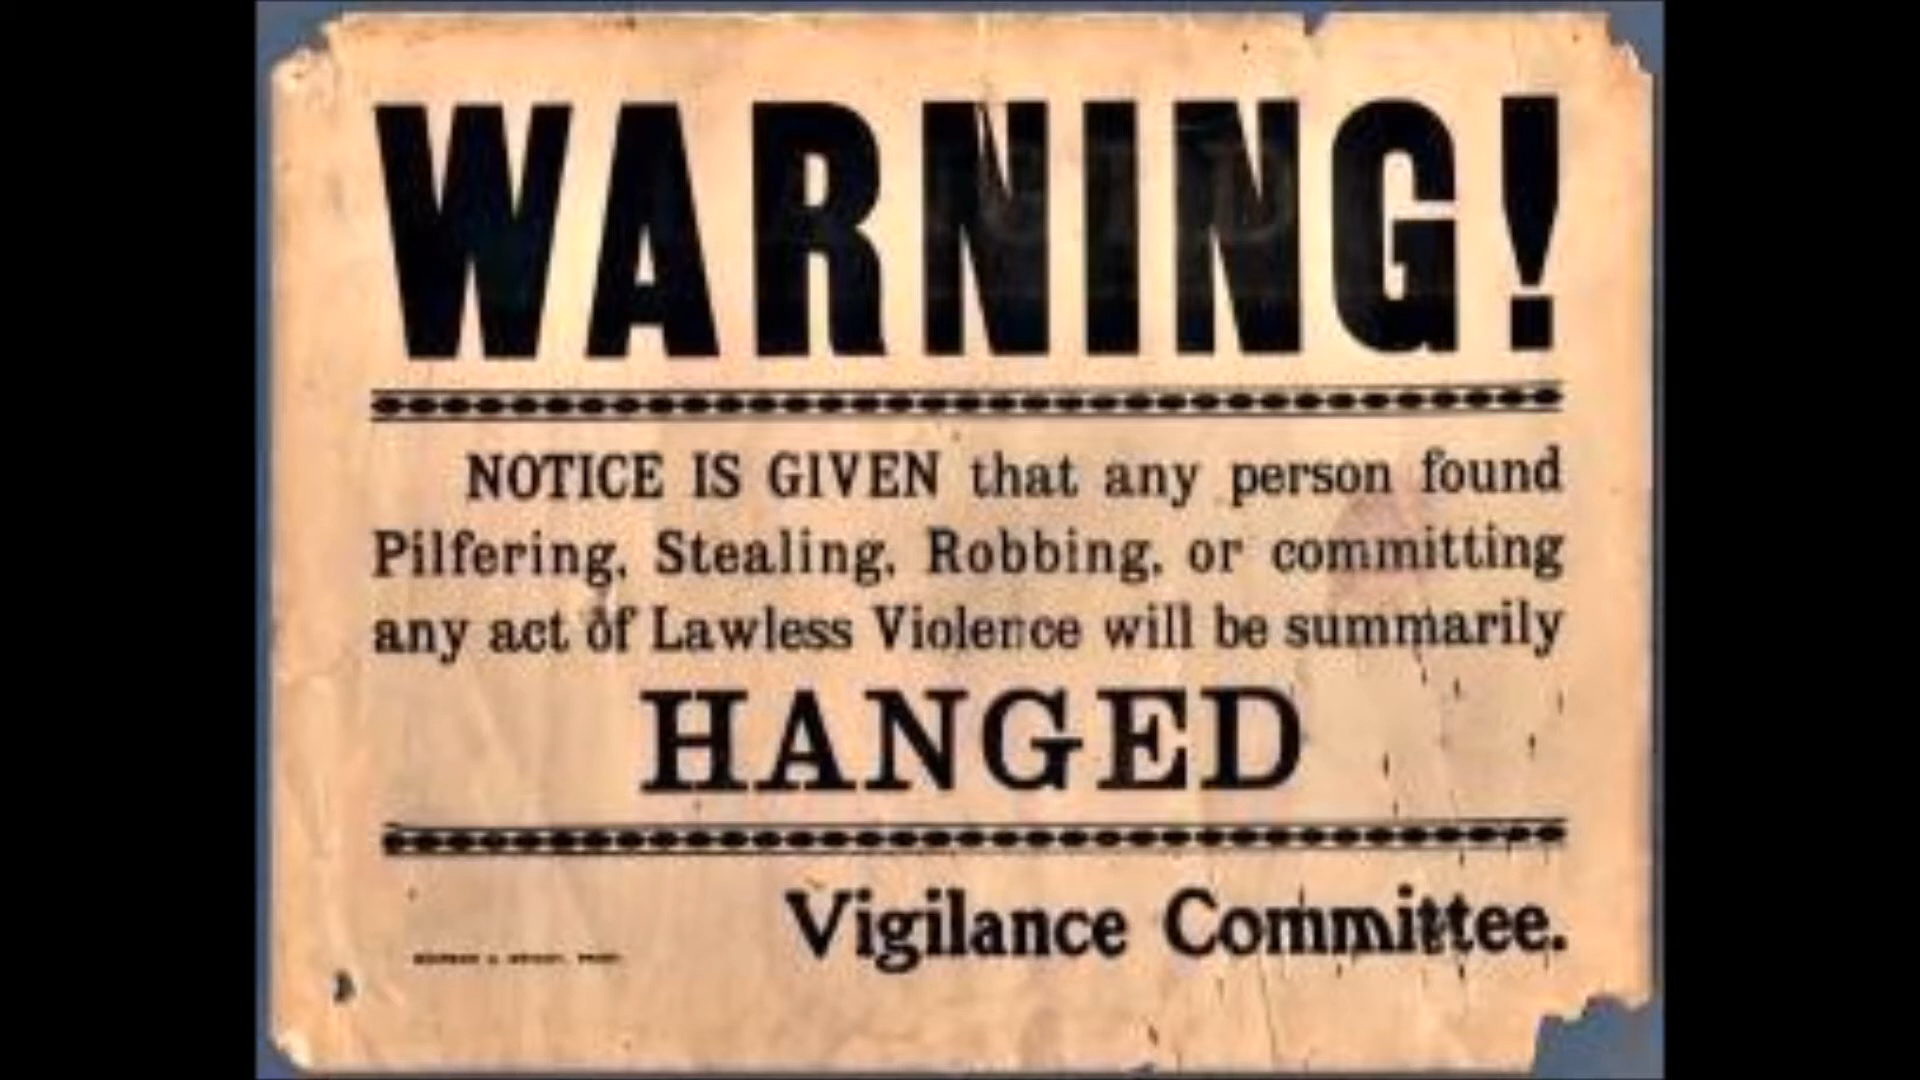 WARNING!
NOTICE IS GIVEN that any person found
Pilfering, Stealing, Robbing, or committing
any act of Lawless Violence will be summarily
HANGED
Vigilance Committee.